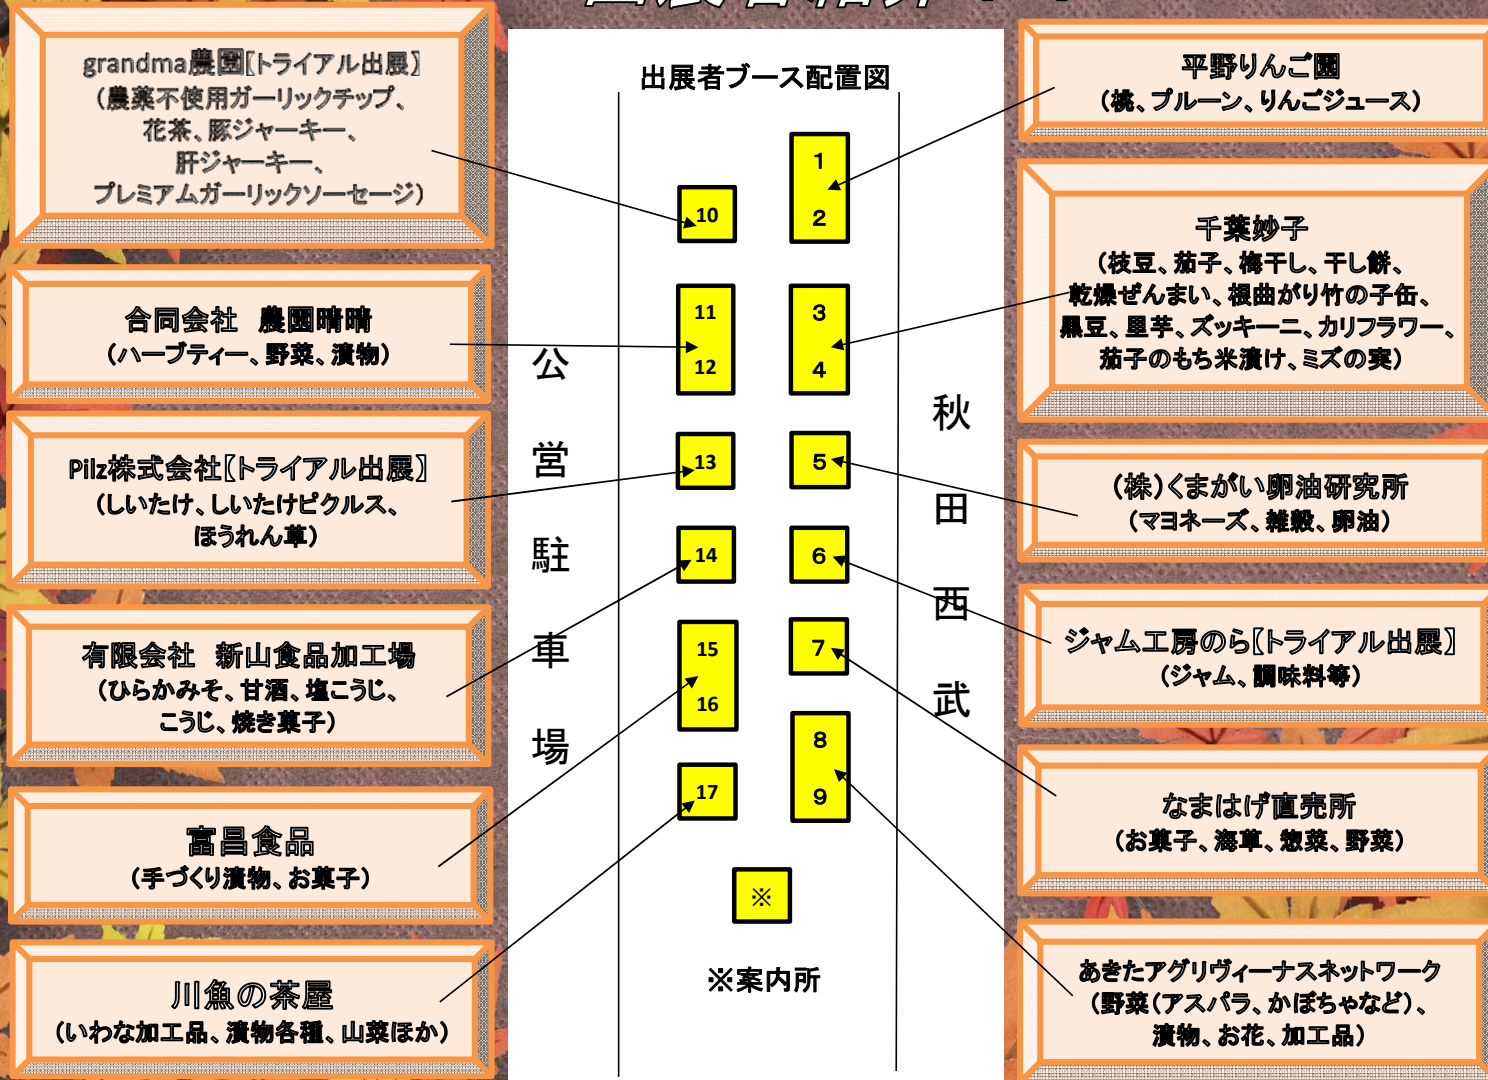 出展者紹介
grandma農園〖トライアル出展〗
(農薬不使用ガーリックチップ、
花茶、豚ジャーキー、
肝ジャーキー、
プレミアムガーリックソーセージ)
合同会社　農園晴晴
(ハーブティー、野菜、漬物)
Pilz株式会社〖トライアル出展〗
(しいたけ、しいたけピクルス、
ほうれん草)
有限会社　新山食品加工場
(ひらかみそ、甘酒、塩こうじ、
こうじ、焼き菓子)
富昌食品
(手づくり漬物、お菓子)
川魚の茶屋
(いわな加工品、漬物各種、山菜ほか)
出展者ブース配置図
公営駐車場
10
11
12
13
14
15
16
17
1
2
3
4
5
6
7
8
9
※
※案内所
秋田西武
平野りんご園
(桃、プルーン、りんごジュース)
千葉妙子
(枝豆、茄子、梅干し、干し餅、
乾燥ぜんまい、根曲がり竹の子缶、
黒豆、里芋、ズッキーニ、カリフラワー、
茄子のもち米漬け、ミズの実)
(株)くまがい卵油研究所
(マヨネーズ、雑穀、卵油)
ジャム工房のら〖トライアル出展〗
(ジャム、調味料等)
なまはげ直売所
(お菓子、海草、惣菜、野菜)
あきたアグリヴィーナスネットワーク
(野菜(アスパラ、かぼちゃなど)、
漬物、お花、加工品)